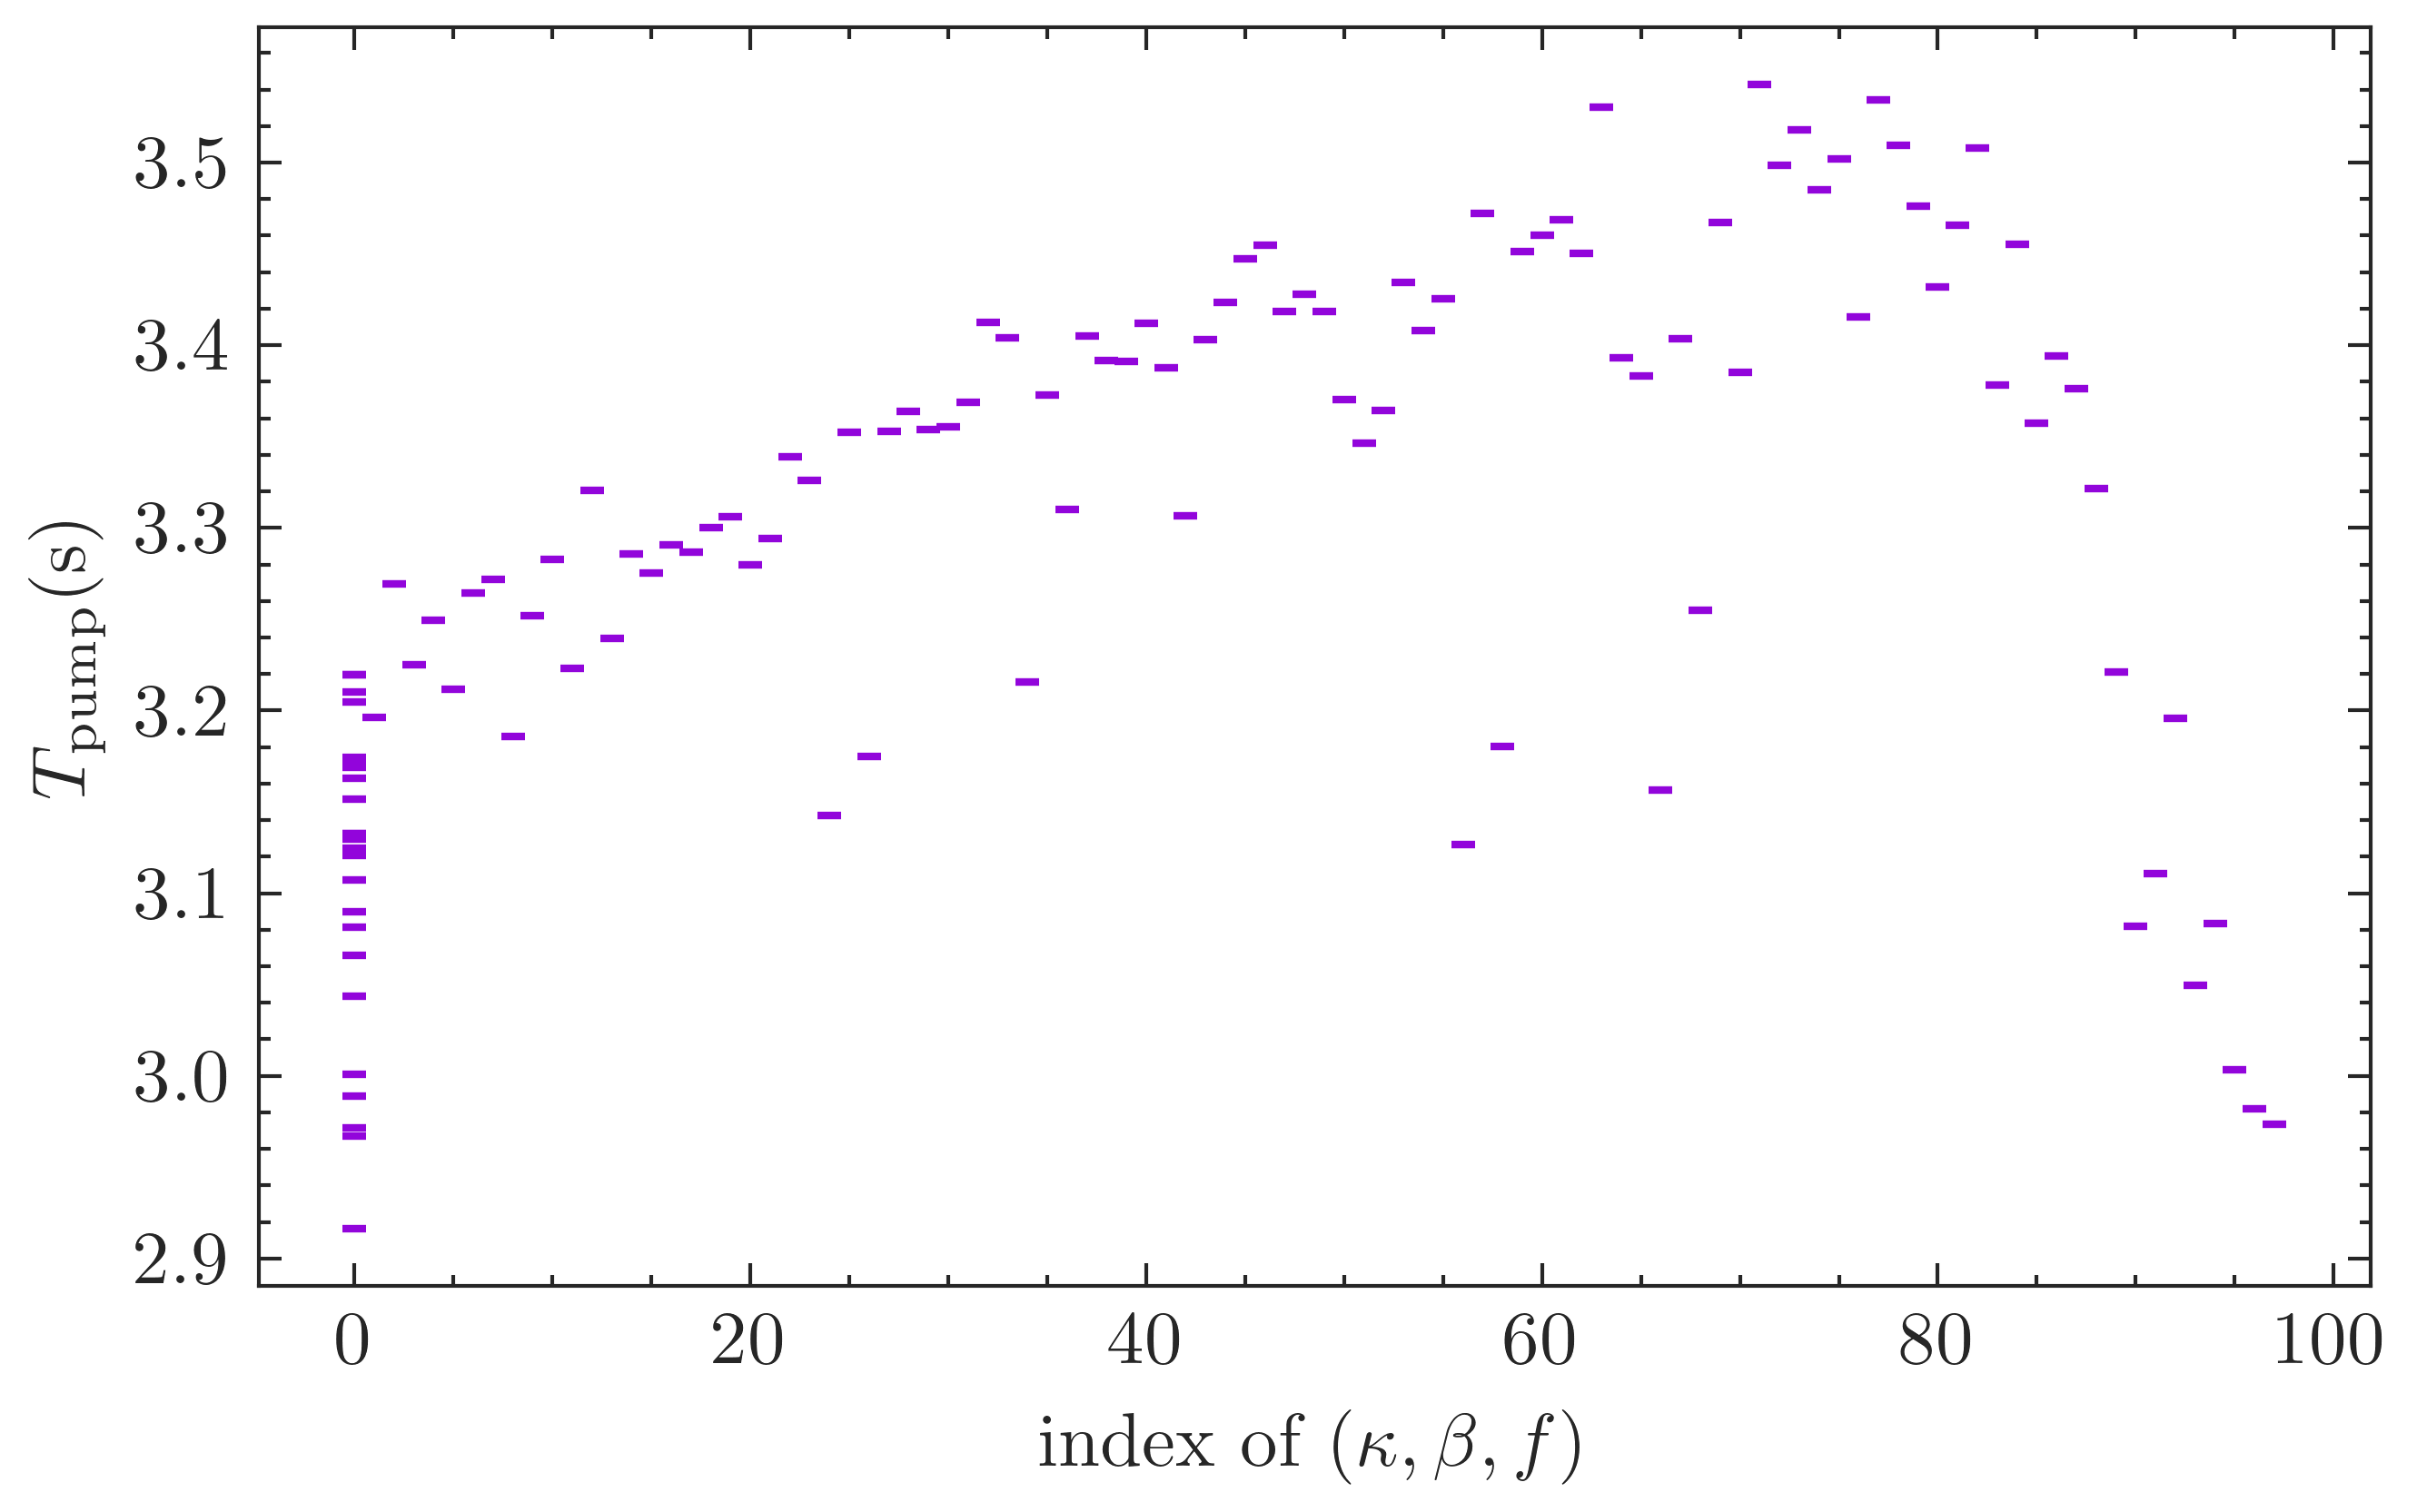 3.5
3.4
3.3
3.2
3.1
3.0
2.9
T_pump(s)
0 20 40 60 80 100
index of (κ, β, f)